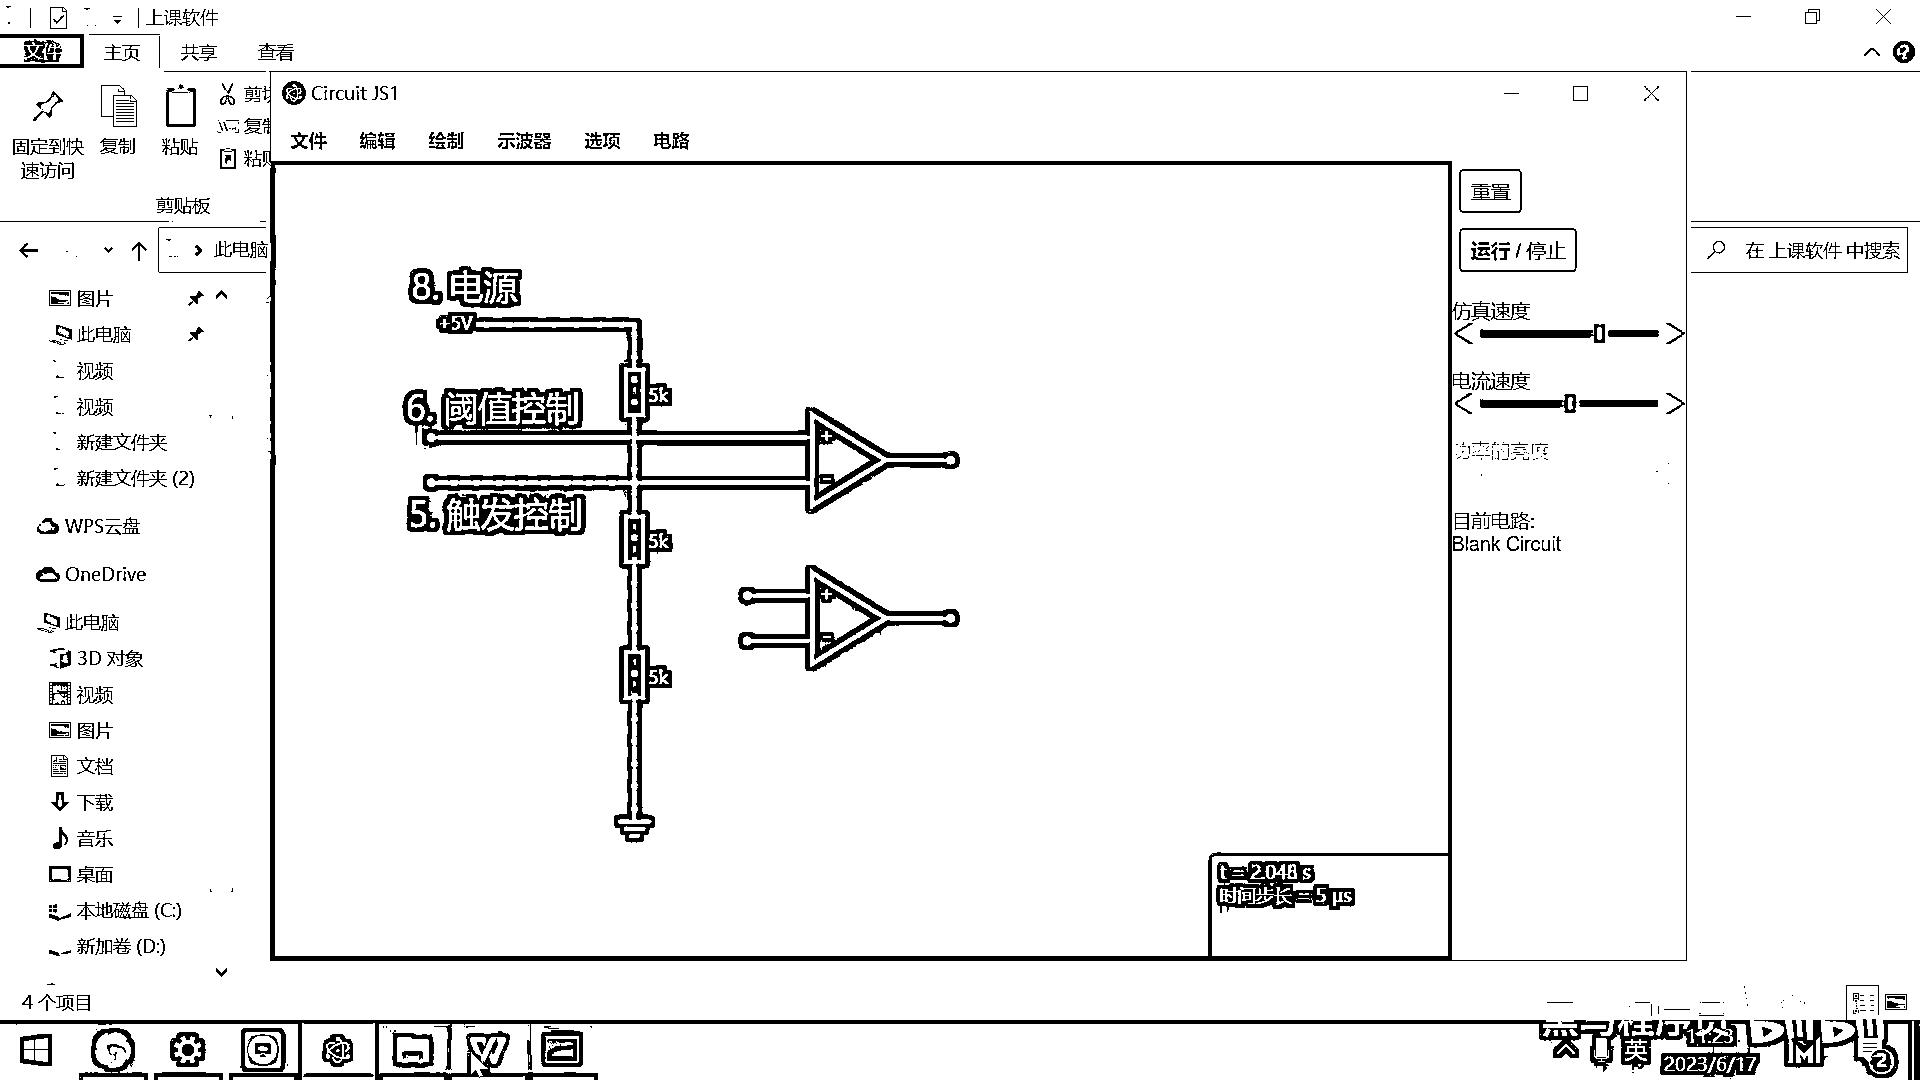 上课软件
文件 主页 共享 查看
固定到快
速访问
复制
粘贴
剪切
复制
粘贴
剪贴板
此电脑
在 上课软件 中搜索
图片
此电脑
视频
视频
新建文件夹
新建文件夹 (2)
WPS云盘
OneDrive
此电脑
3D 对象
视频
图片
文档
下载
音乐
桌面
本地磁盘 (C:)
新加卷 (D:)
4 个项目
Circuit JS1
文件 编辑 绘制 示波器 选项 电路
8. 电源
+5V
5k
6. 阈值控制
5. 触发控制
5k
5k
+
-
+
-
t = 2.048 s
时间步长 = 5 µs
重置
运行 / 停止
仿真速度
电流速度
功率的亮度
目前电路:
Blank Circuit
英
11:23
2023/6/17
2